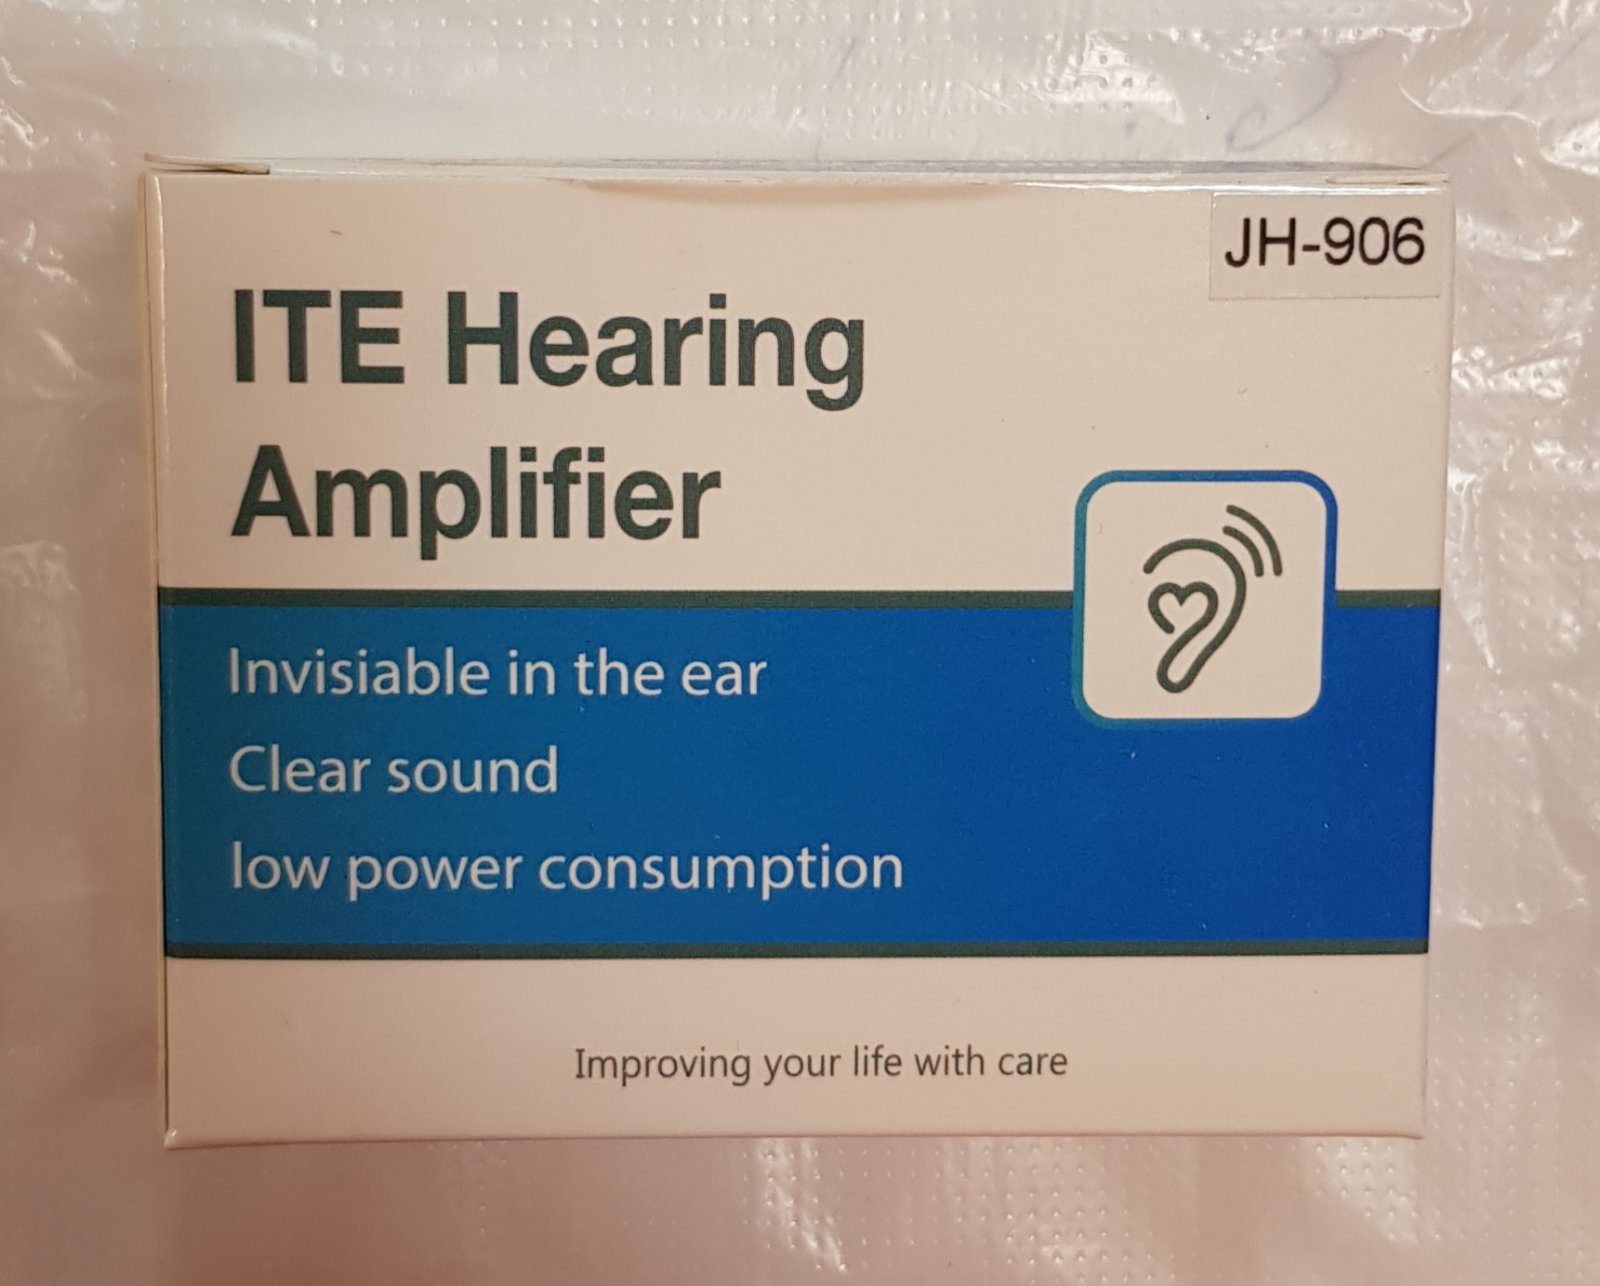 JH-906
ITE Hearing
Amplifier
Invisiable in the ear
Clear sound
low power consumption
Improving your life with care